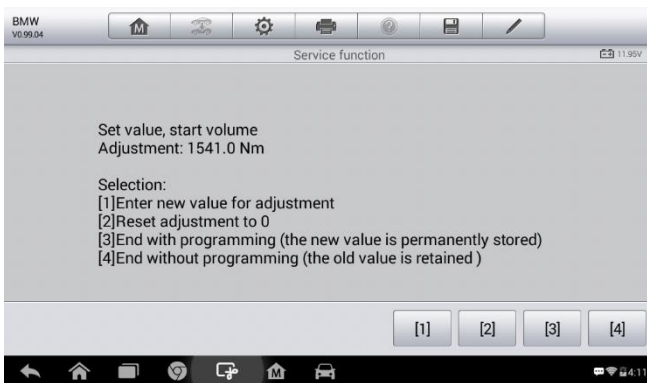 BMW
V0.99.04
Service function
11.95V
Set value, start volume
Adjustment: 1541.0 Nm
Selection:
[1]Enter new value for adjustment
[2]Reset adjustment to 0
[3]End with programming (the new value is permanently stored)
[4]End without programming (the old value is retained )
[1] [2] [3] [4]
4:11